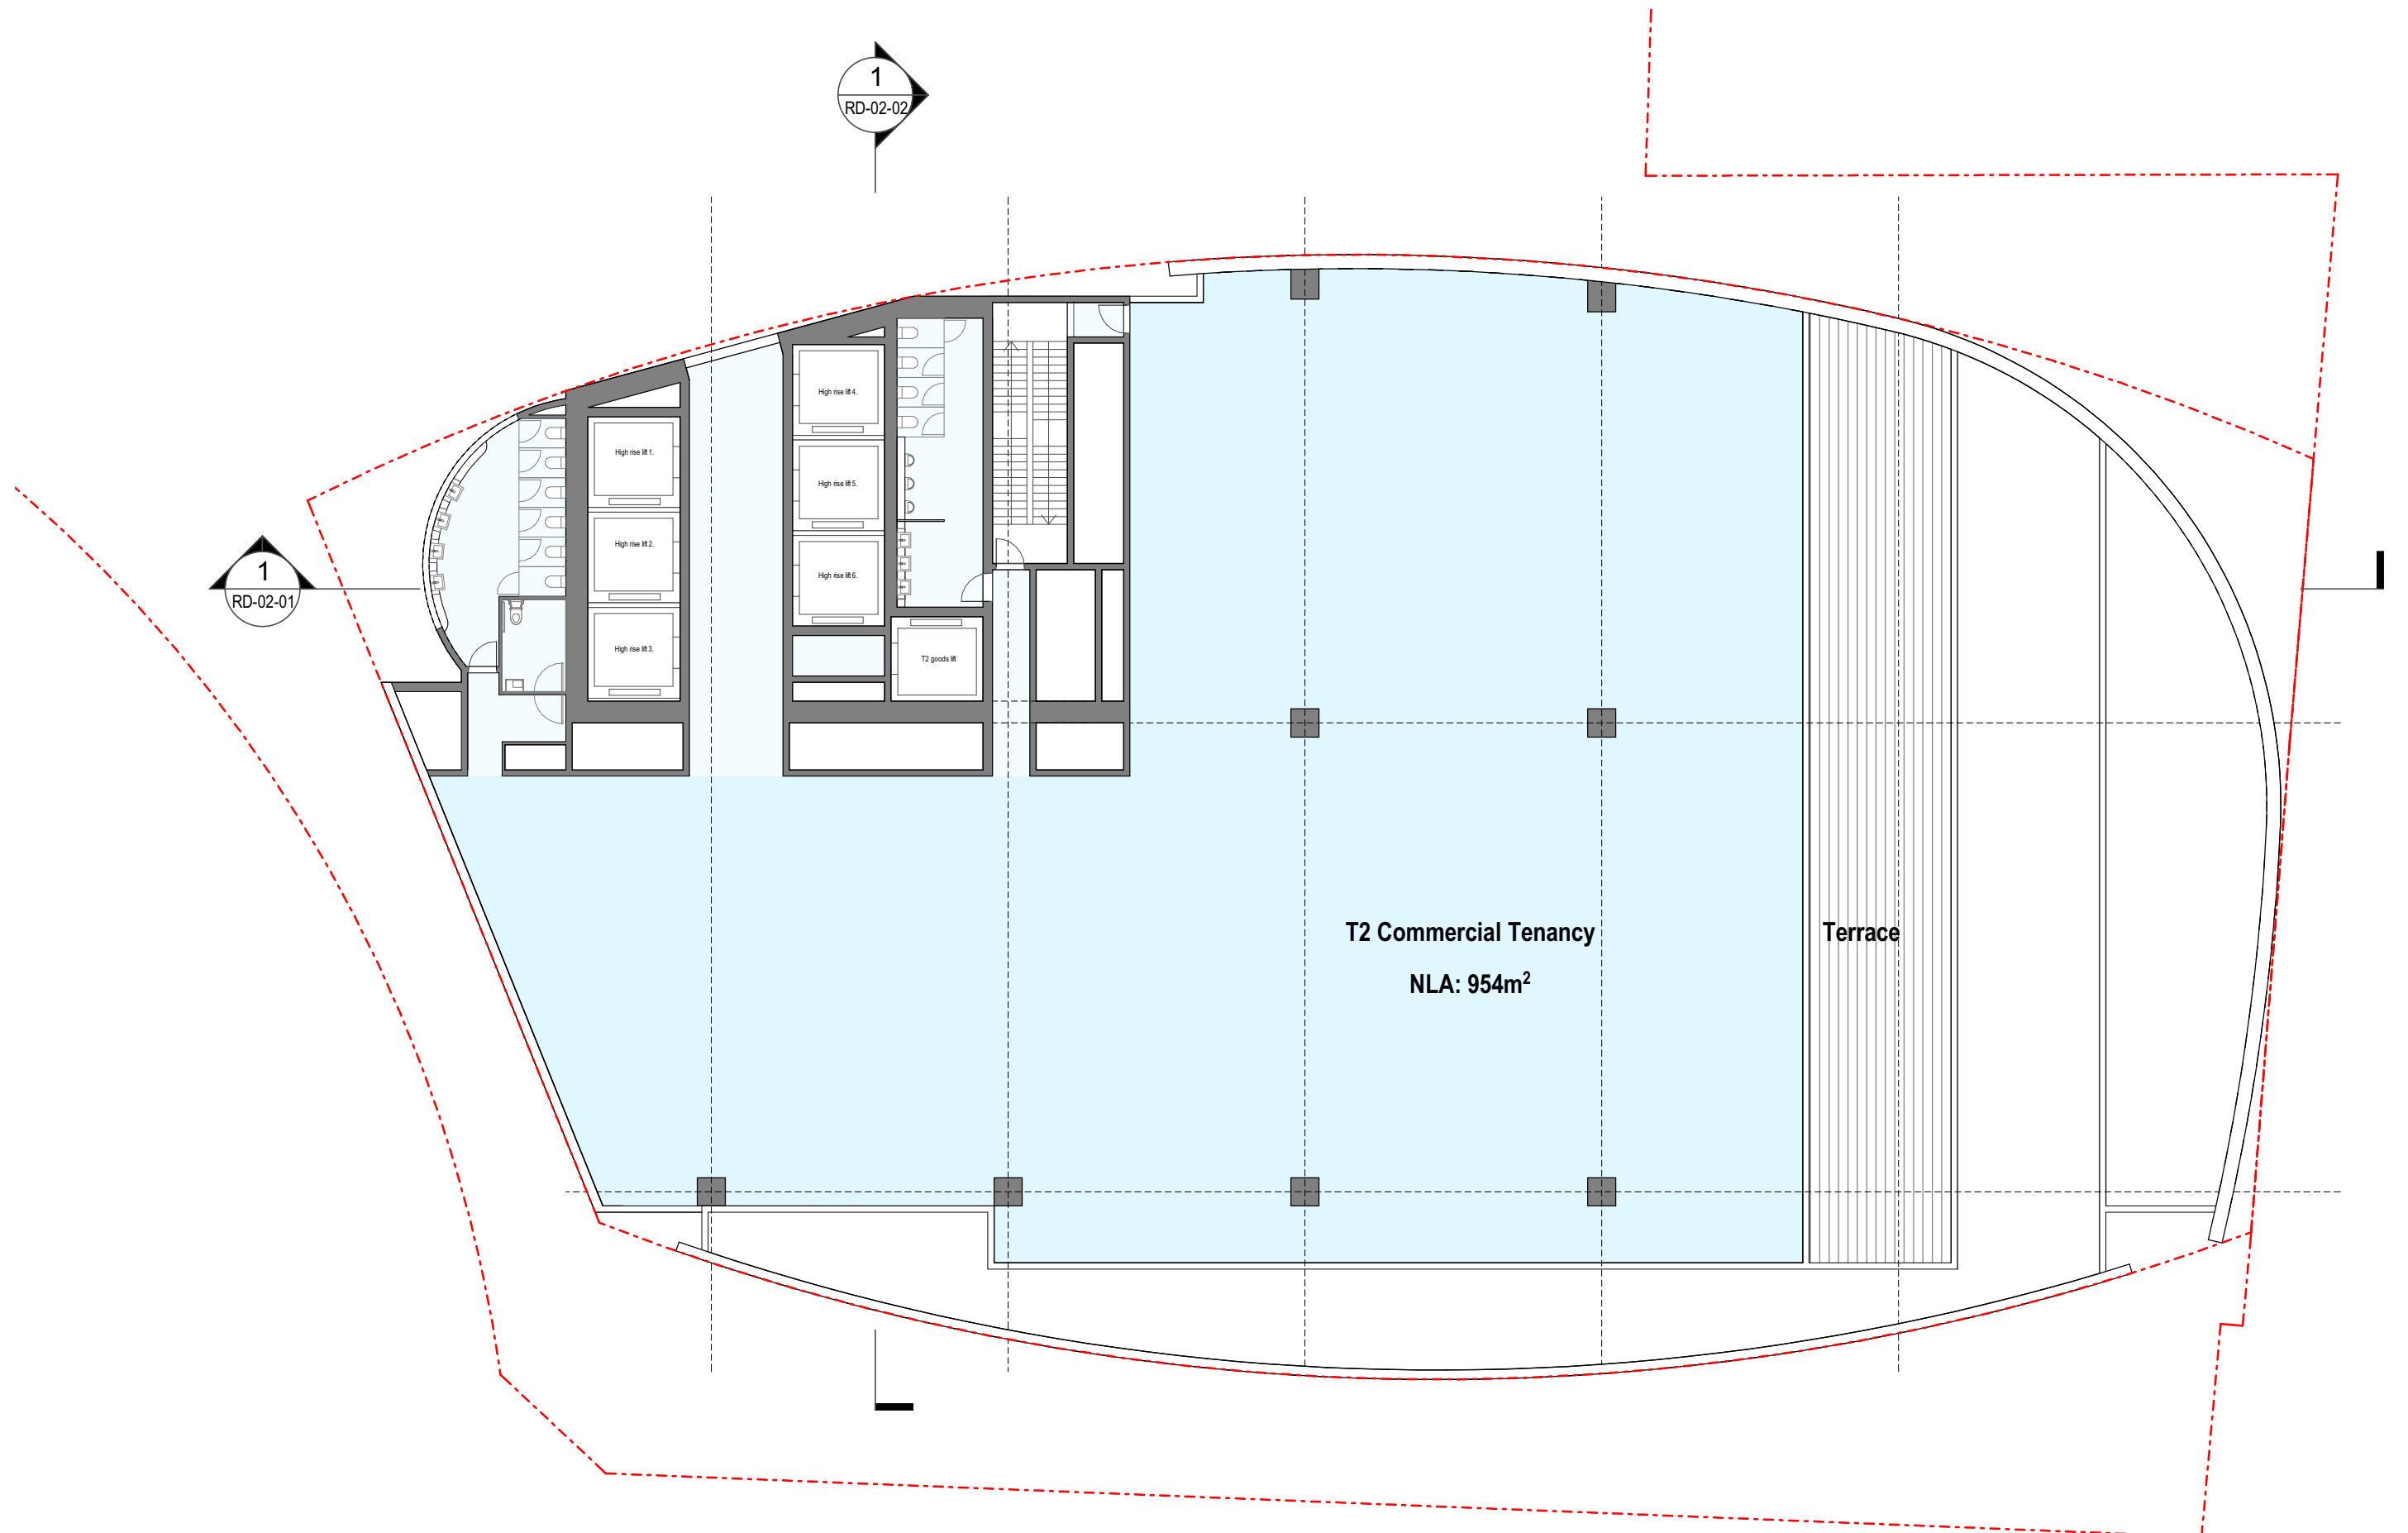 1
RD-02-02
High rise lift 4.
High rise lift 1.
High rise lift 5.
High rise lift 2.
High rise lift 6.
1
RD-02-01
High rise lift 3.
T2 goods lift
T2 Commercial Tenancy
Terrace
NLA: 954m²